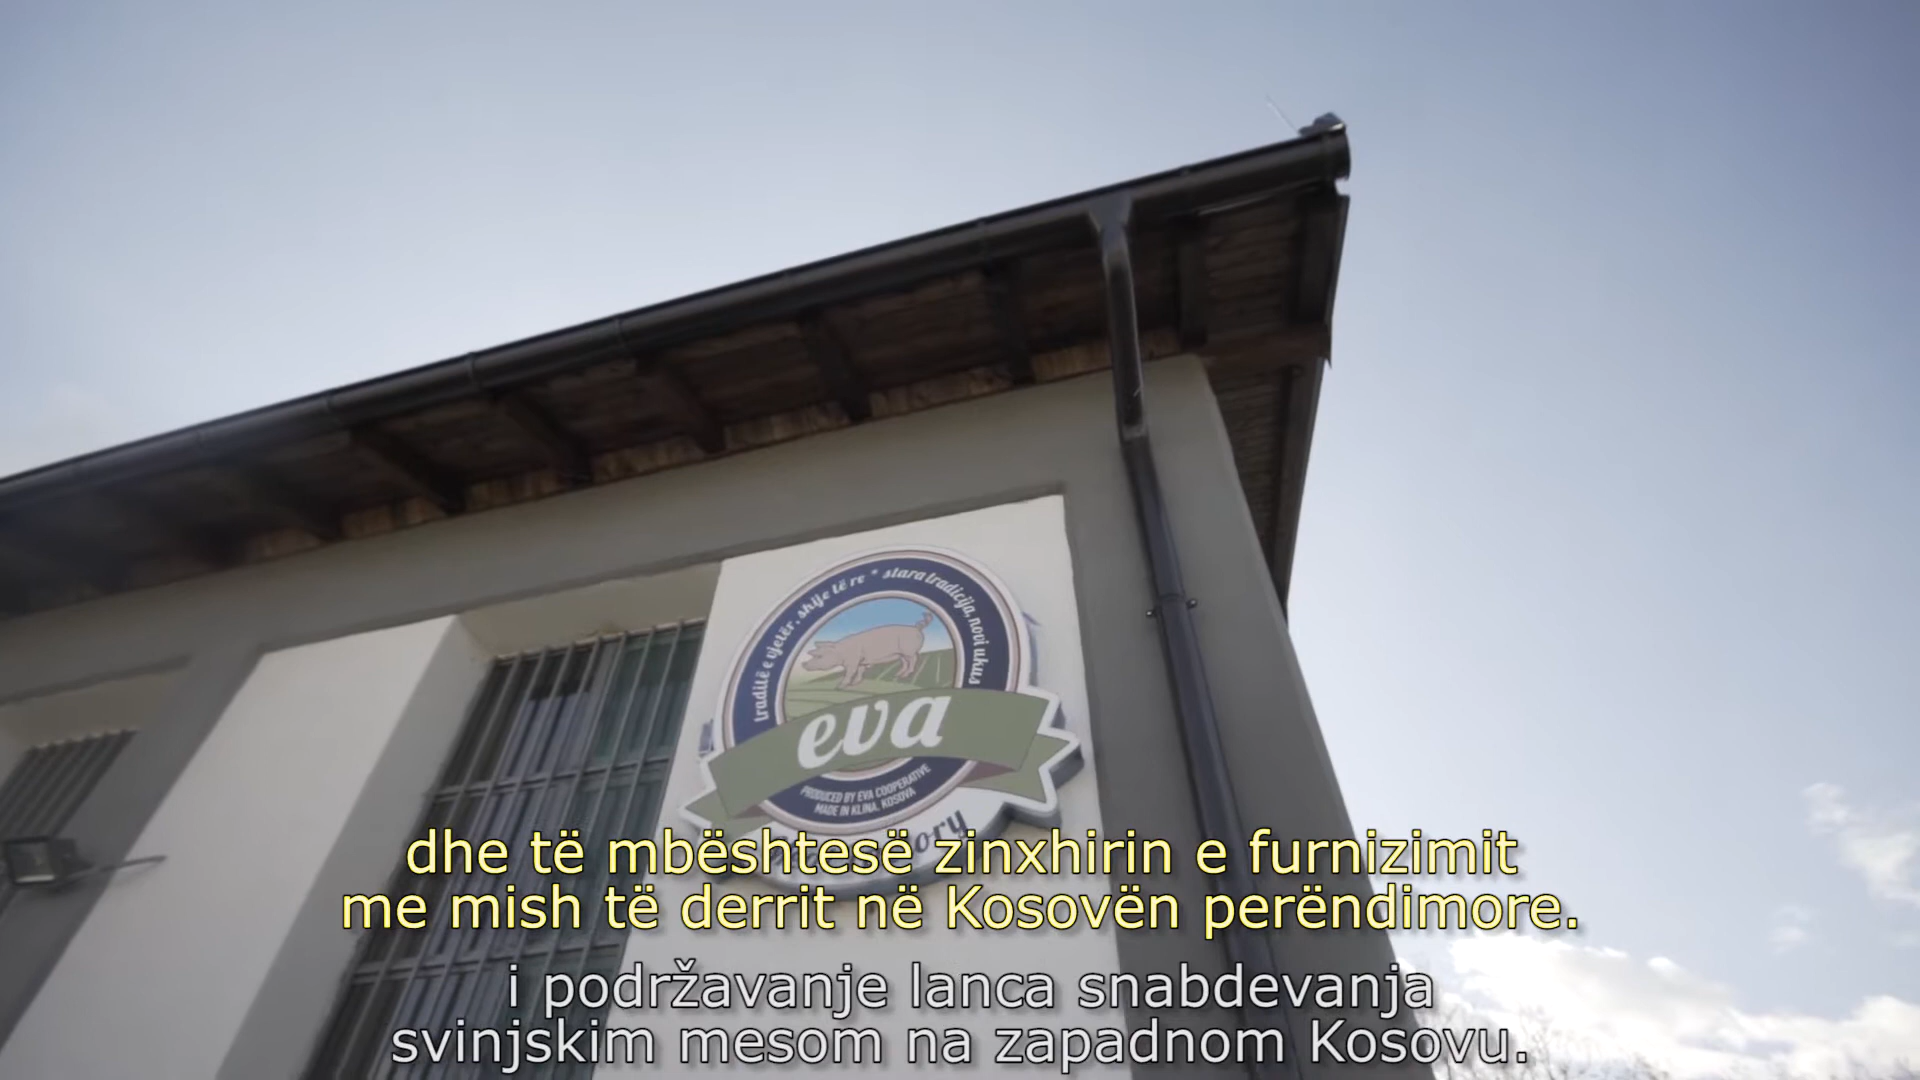 traditë e vjetër, shije të re * stara tradicija, novi ukus
eva
PRODUCED BY EVA COOPERATIVE
MADE IN KLINA, KOSOVA
dhe të mbështesë zinxhirin e furnizimit
me mish të derrit në Kosovën perëndimore.
i podržavanje lanca snabdevanja
svinjskim mesom na zapadnom Kosovu.